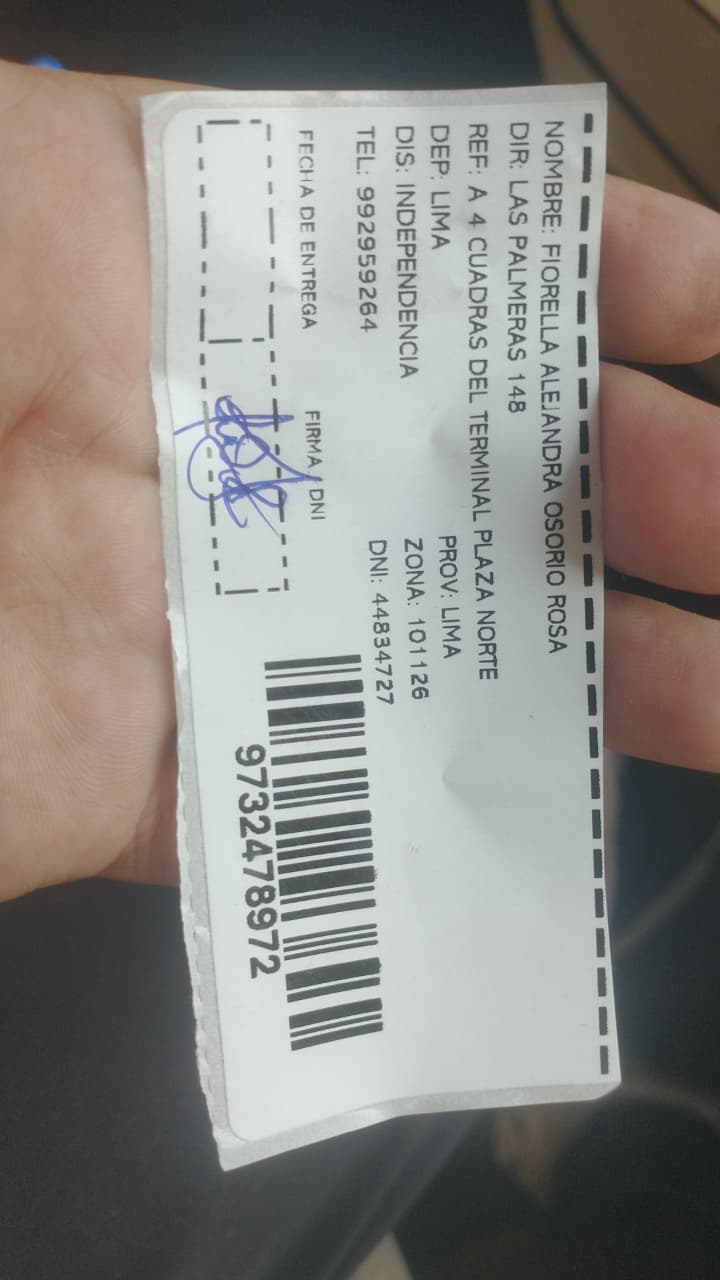 NOMBRE: FIORELLA ALEJANDRA OSORIO ROSA
DIR: LAS PALMERAS 148
REF: A 4 CUADRAS DEL TERMINAL PLAZA NORTE
DEP: LIMA PROV: LIMA
DIS: INDEPENDENCIA ZONA: 101126
TEL: 992959264 DNI: 44834727
FECHA DE ENTREGA FIRMA / DNI
9732478972